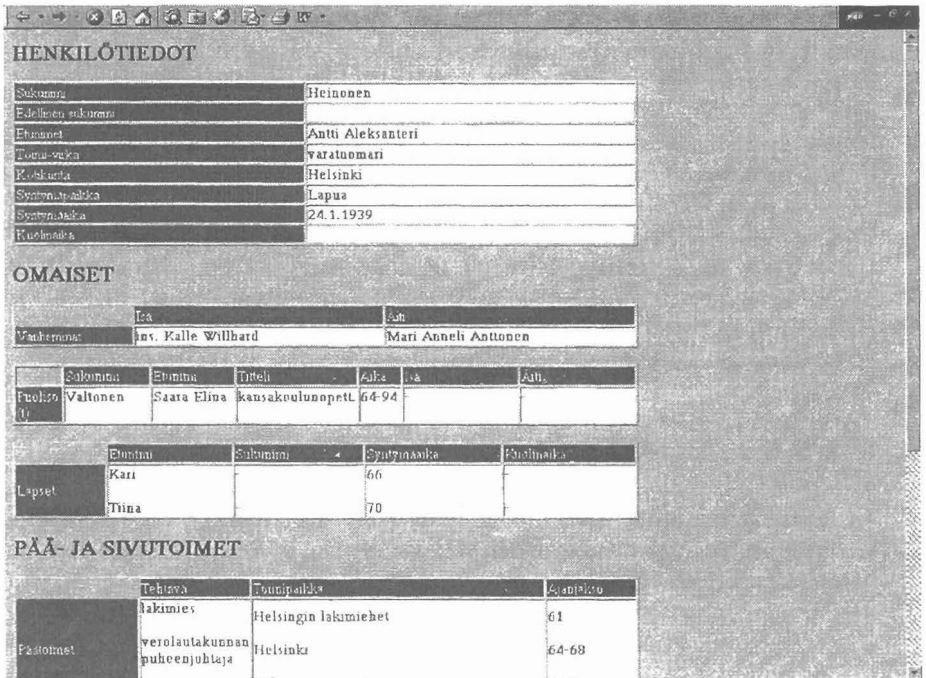 HENKILÖTIEDOT
Sukunimi Heinonen
Edellinen sukunimi
Etunimet Antti Aleksanteri
varatuomari
Kotikunta Helsinki
Syntymäpaikka Lapua
Syntymäaika 24.1.1939
Kuolinaika
OMAISET
Isä Äiti
Vanhemmat ins. Kalle Willhard Mari Anneli Anttonen
Sukunimi Etunimi Titteli Aika Isä Äiti
Puoliso Valtonen Saara Elina kansakoulunopett. 64-94 - -
(1)
Etunimi Sukunimi Syntymäaika Kuolinaika
Kari - 66 -
Lapset
Tiina - 70 -
PÄÄ- JA SIVUTOIMET
Tehtävä Toimipaikka Ajanjakso
lakimies Helsingin lakimiehet 61
Päätoimet verolautakunnan Helsinki 64-68
puheenjohtaja